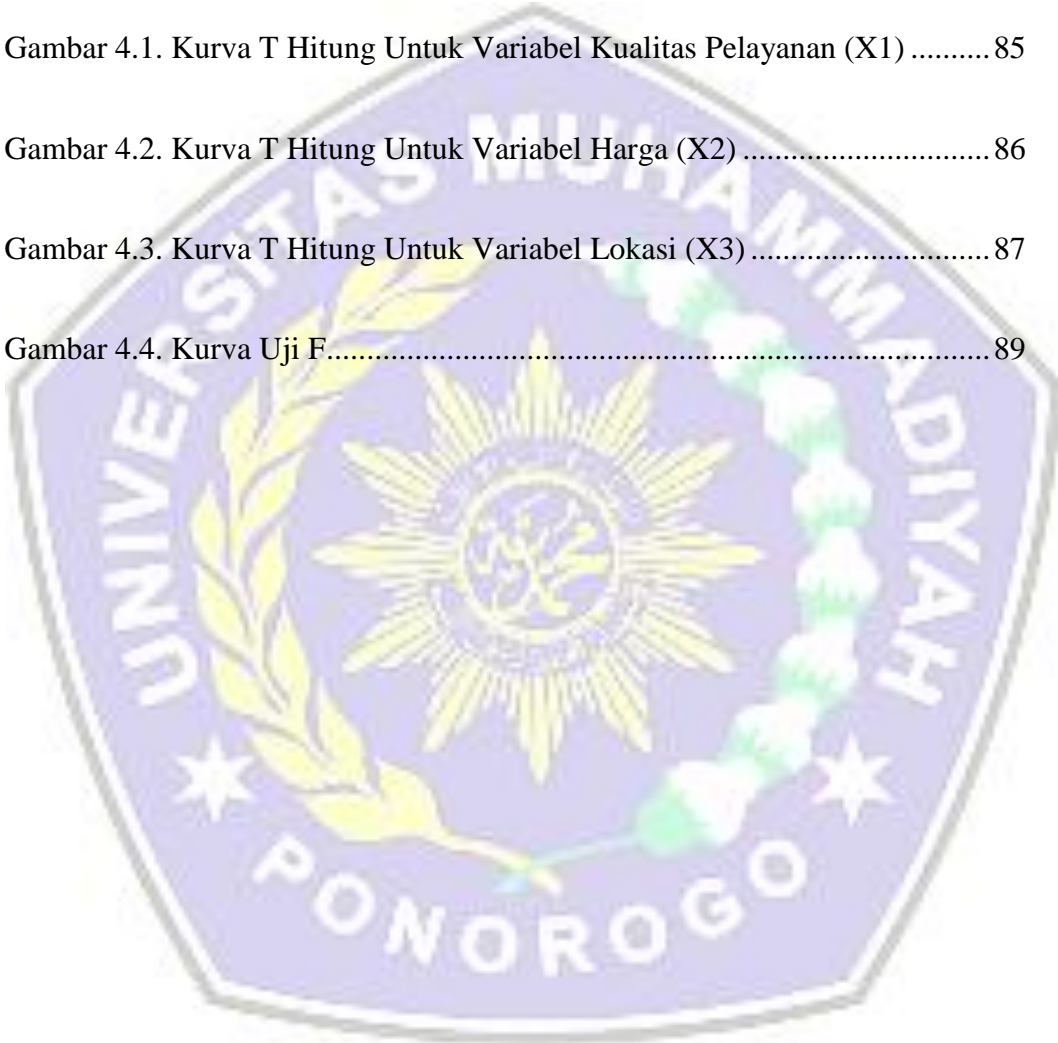 Gambar 4.1. Kurva T Hitung Untuk Variabel Kualitas Pelayanan (X1) .......... 85
Gambar 4.2. Kurva T Hitung Untuk Variabel Harga (X2) ............................. 86
Gambar 4.3. Kurva T Hitung Untuk Variabel Lokasi (X3) ............................ 87
Gambar 4.4. Kurva Uji F................................................................................ 89
UNIVERSITAS MUHAMMADIYAH
PONOROGO